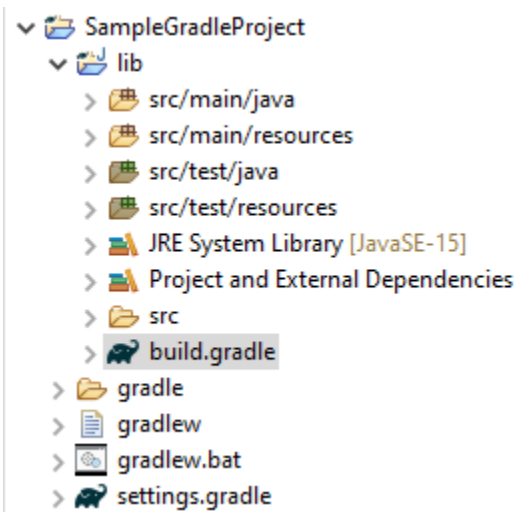 SampleGradleProject
lib
src/main/java
src/main/resources
src/test/java
src/test/resources
JRE System Library [JavaSE-15]
Project and External Dependencies
src
build.gradle
gradle
gradlew
gradlew.bat
settings.gradle